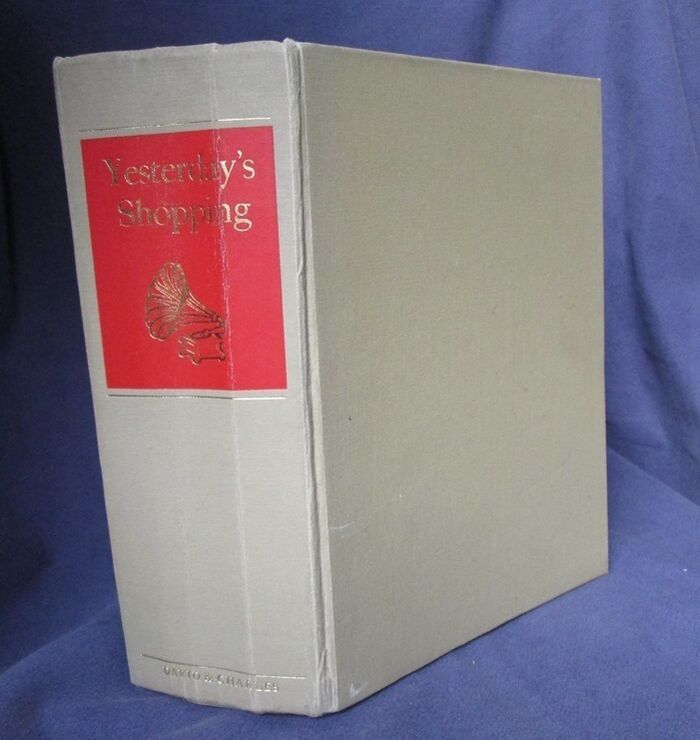 Yesterday's
Shopping
DAVID & CHARLES